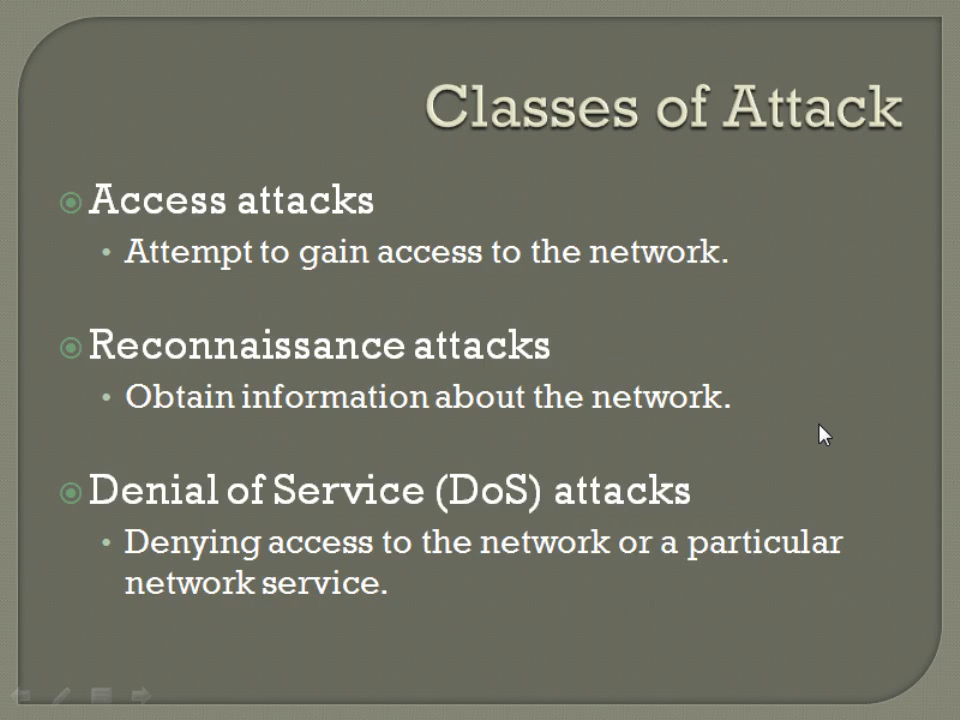 Classes of Attack
Access attacks
Attempt to gain access to the network.
Reconnaissance attacks
Obtain information about the network.
Denial of Service (DoS) attacks
Denying access to the network or a particular
network service.